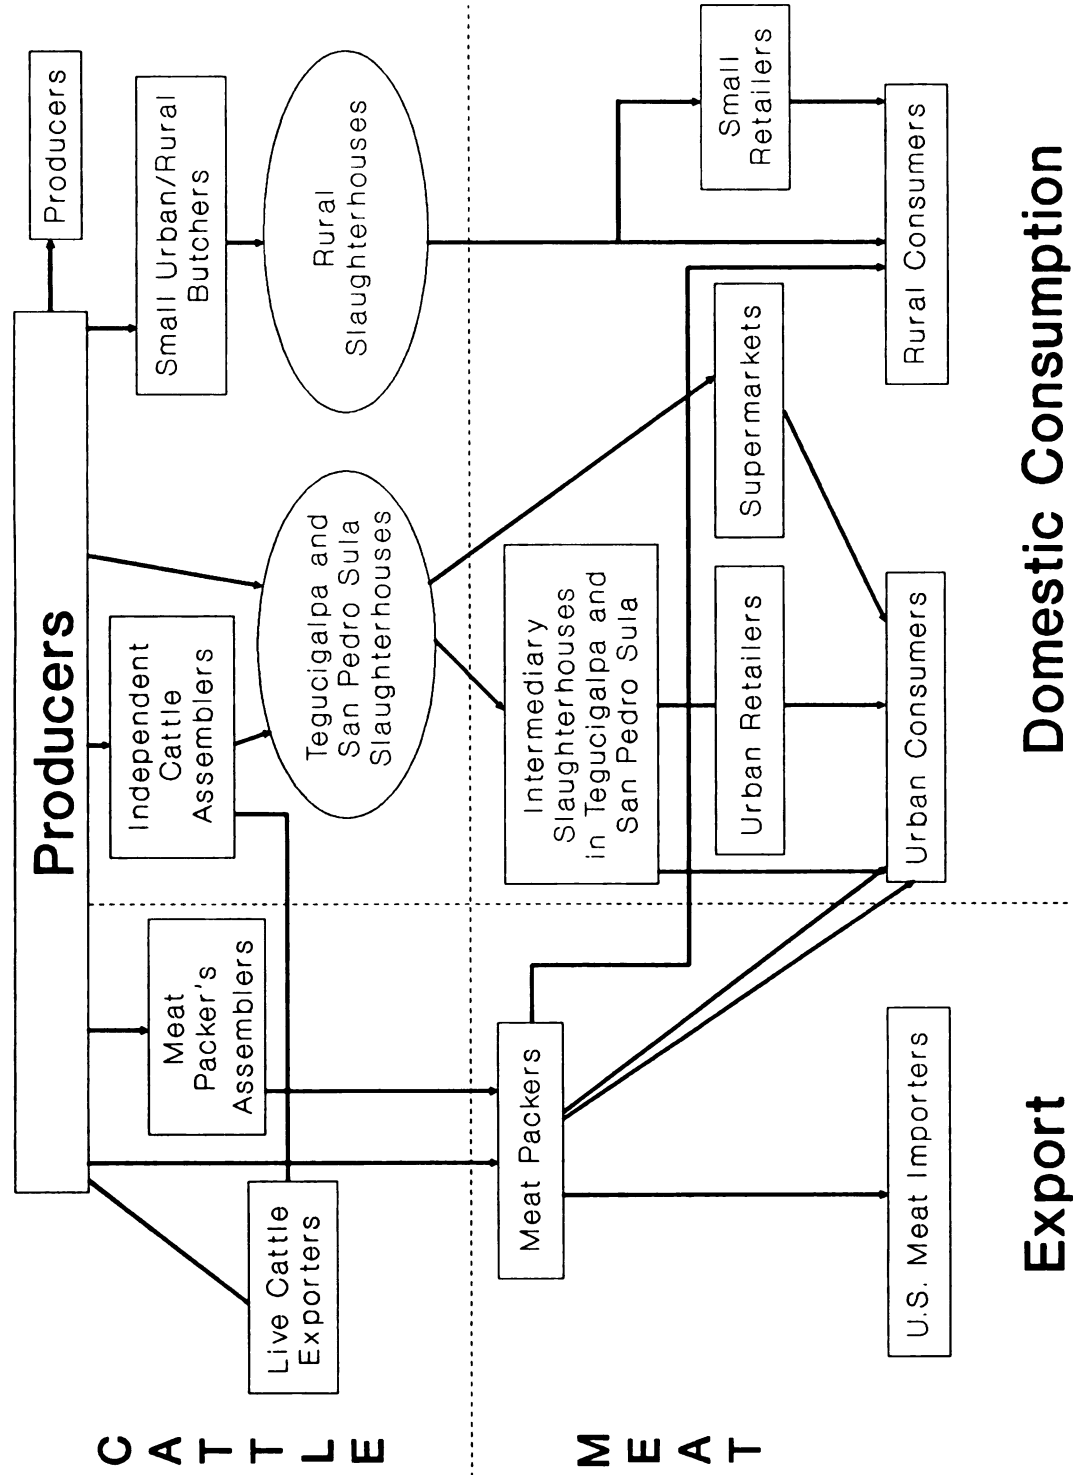 Producers
Producers
CATTLE
Live Cattle
Exporters
Meat
Packer's
Assemblers
Independent
Cattle
Assemblers
Small Urban/Rural
Butchers
Tegucigalpa and
San Pedro Sula
Slaughterhouses
Rural
Slaughterhouses
MEAT
Meat Packers
Intermediary
Slaughterhouses
in Tegucigalpa and
San Pedro Sula
Urban Retailers
Supermarkets
Small
Retailers
U.S. Meat Importers
Urban Consumers
Rural Consumers
Export
Domestic Consumption